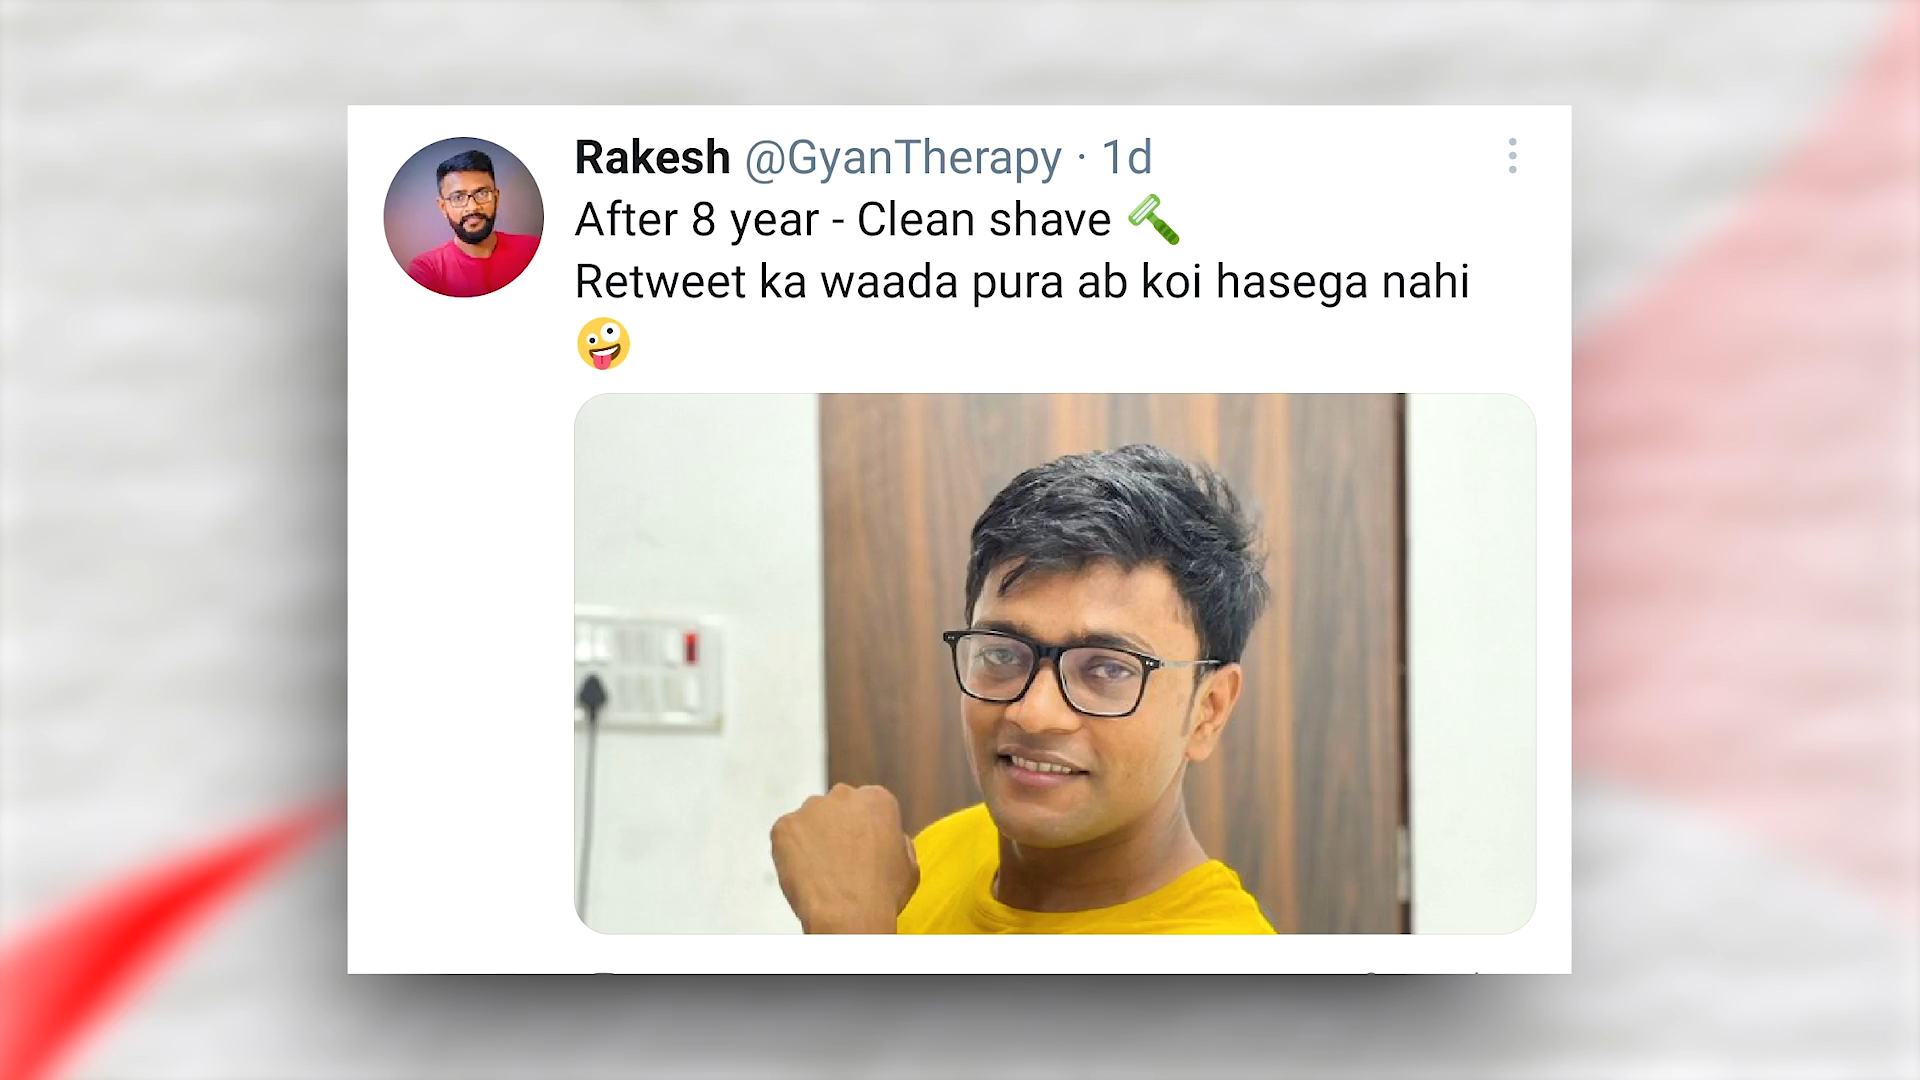 Rakesh @GyanTherapy · 1d
After 8 year - Clean shave 🪒
Retweet ka waada pura ab koi hasega nahi
🤪